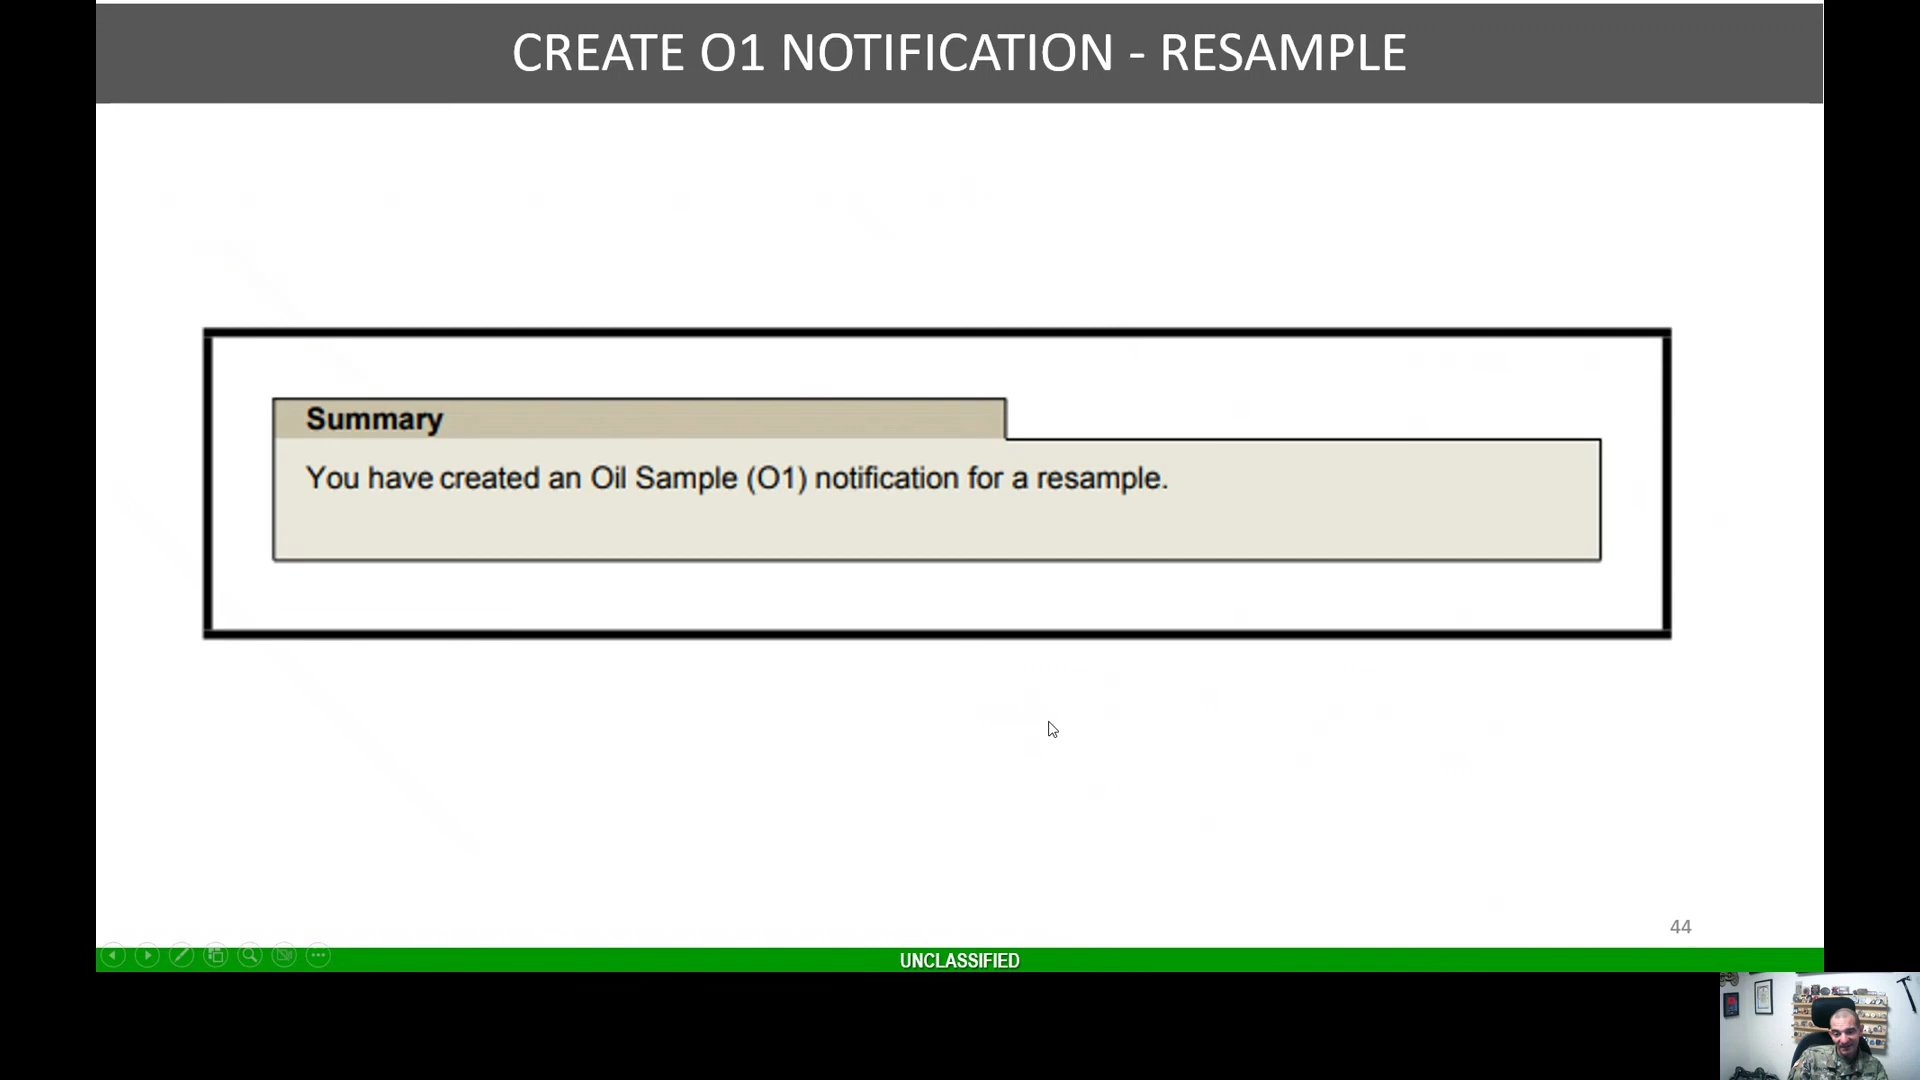 CREATE O1 NOTIFICATION - RESAMPLE
Summary
You have created an Oil Sample (O1) notification for a resample.
44
UNCLASSIFIED